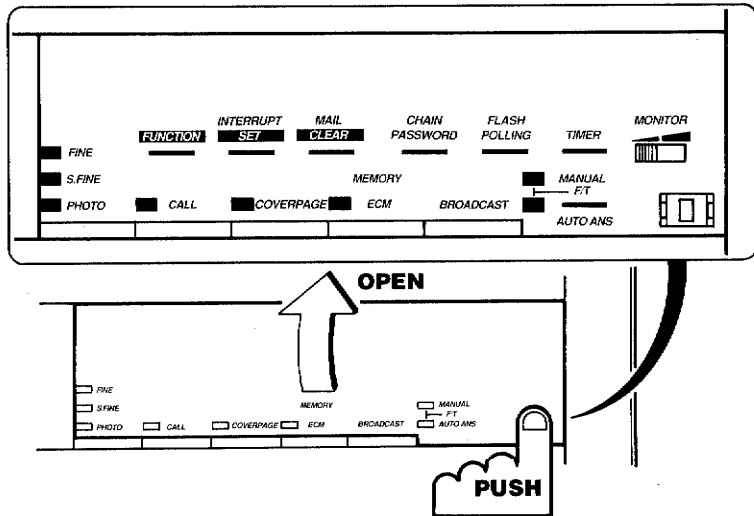 INTERRUPT MAIL CHAIN FLASH MONITOR
FUNCTION SET CLEAR PASSWORD POLLING TIMER
FINE
S.FINE MEMORY MANUAL
F/T
PHOTO CALL COVERPAGE ECM BROADCAST
AUTO ANS
OPEN
FINE
S.FINE MEMORY MANUAL
F/T
PHOTO CALL COVERPAGE ECM BROADCAST AUTO ANS
PUSH